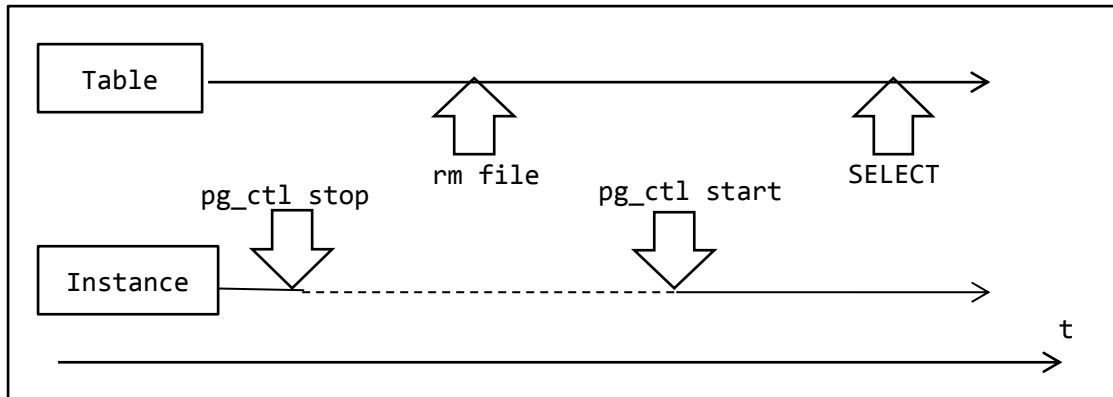 Table
rm file
SELECT
pg_ctl stop
pg_ctl start
Instance
t